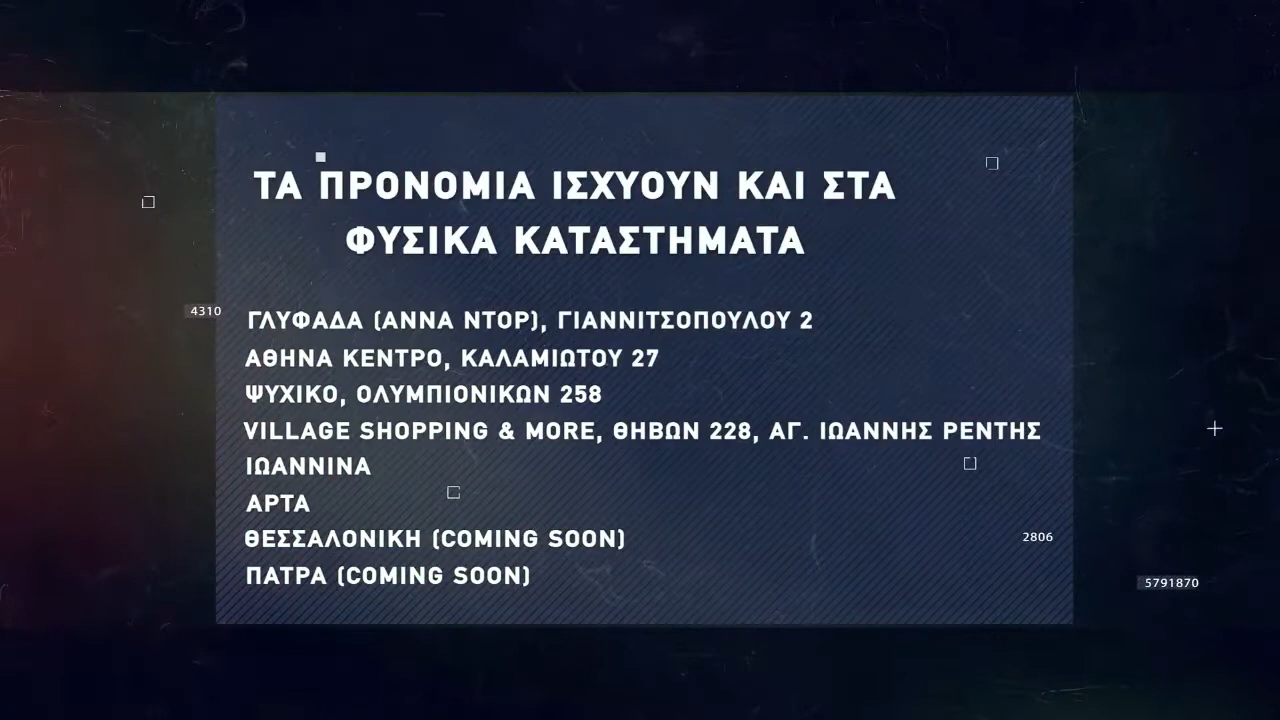 ΤΑ ΠΡΟΝΟΜΙΑ ΙΣΧΥΟΥΝ ΚΑΙ ΣΤΑ
ΦΥΣΙΚΑ ΚΑΤΑΣΤΗΜΑΤΑ
4310
ΓΛΥΦΑΔΑ (ΑΝΝΑ ΝΤΟΡ), ΓΙΑΝΝΙΤΣΟΠΟΥΛΟΥ 2
ΑΘΗΝΑ ΚΕΝΤΡΟ, ΚΑΛΑΜΙΩΤΟΥ 27
ΨΥΧΙΚΟ, ΟΛΥΜΠΙΟΝΙΚΩΝ 258
VILLAGE SHOPPING & MORE, ΘΗΒΩΝ 228, ΑΓ. ΙΩΑΝΝΗΣ ΡΕΝΤΗΣ
ΙΩΑΝΝΙΝΑ
ΑΡΤΑ
ΘΕΣΣΑΛΟΝΙΚΗ (COMING SOON)
2806
ΠΑΤΡΑ (COMING SOON)
5791870